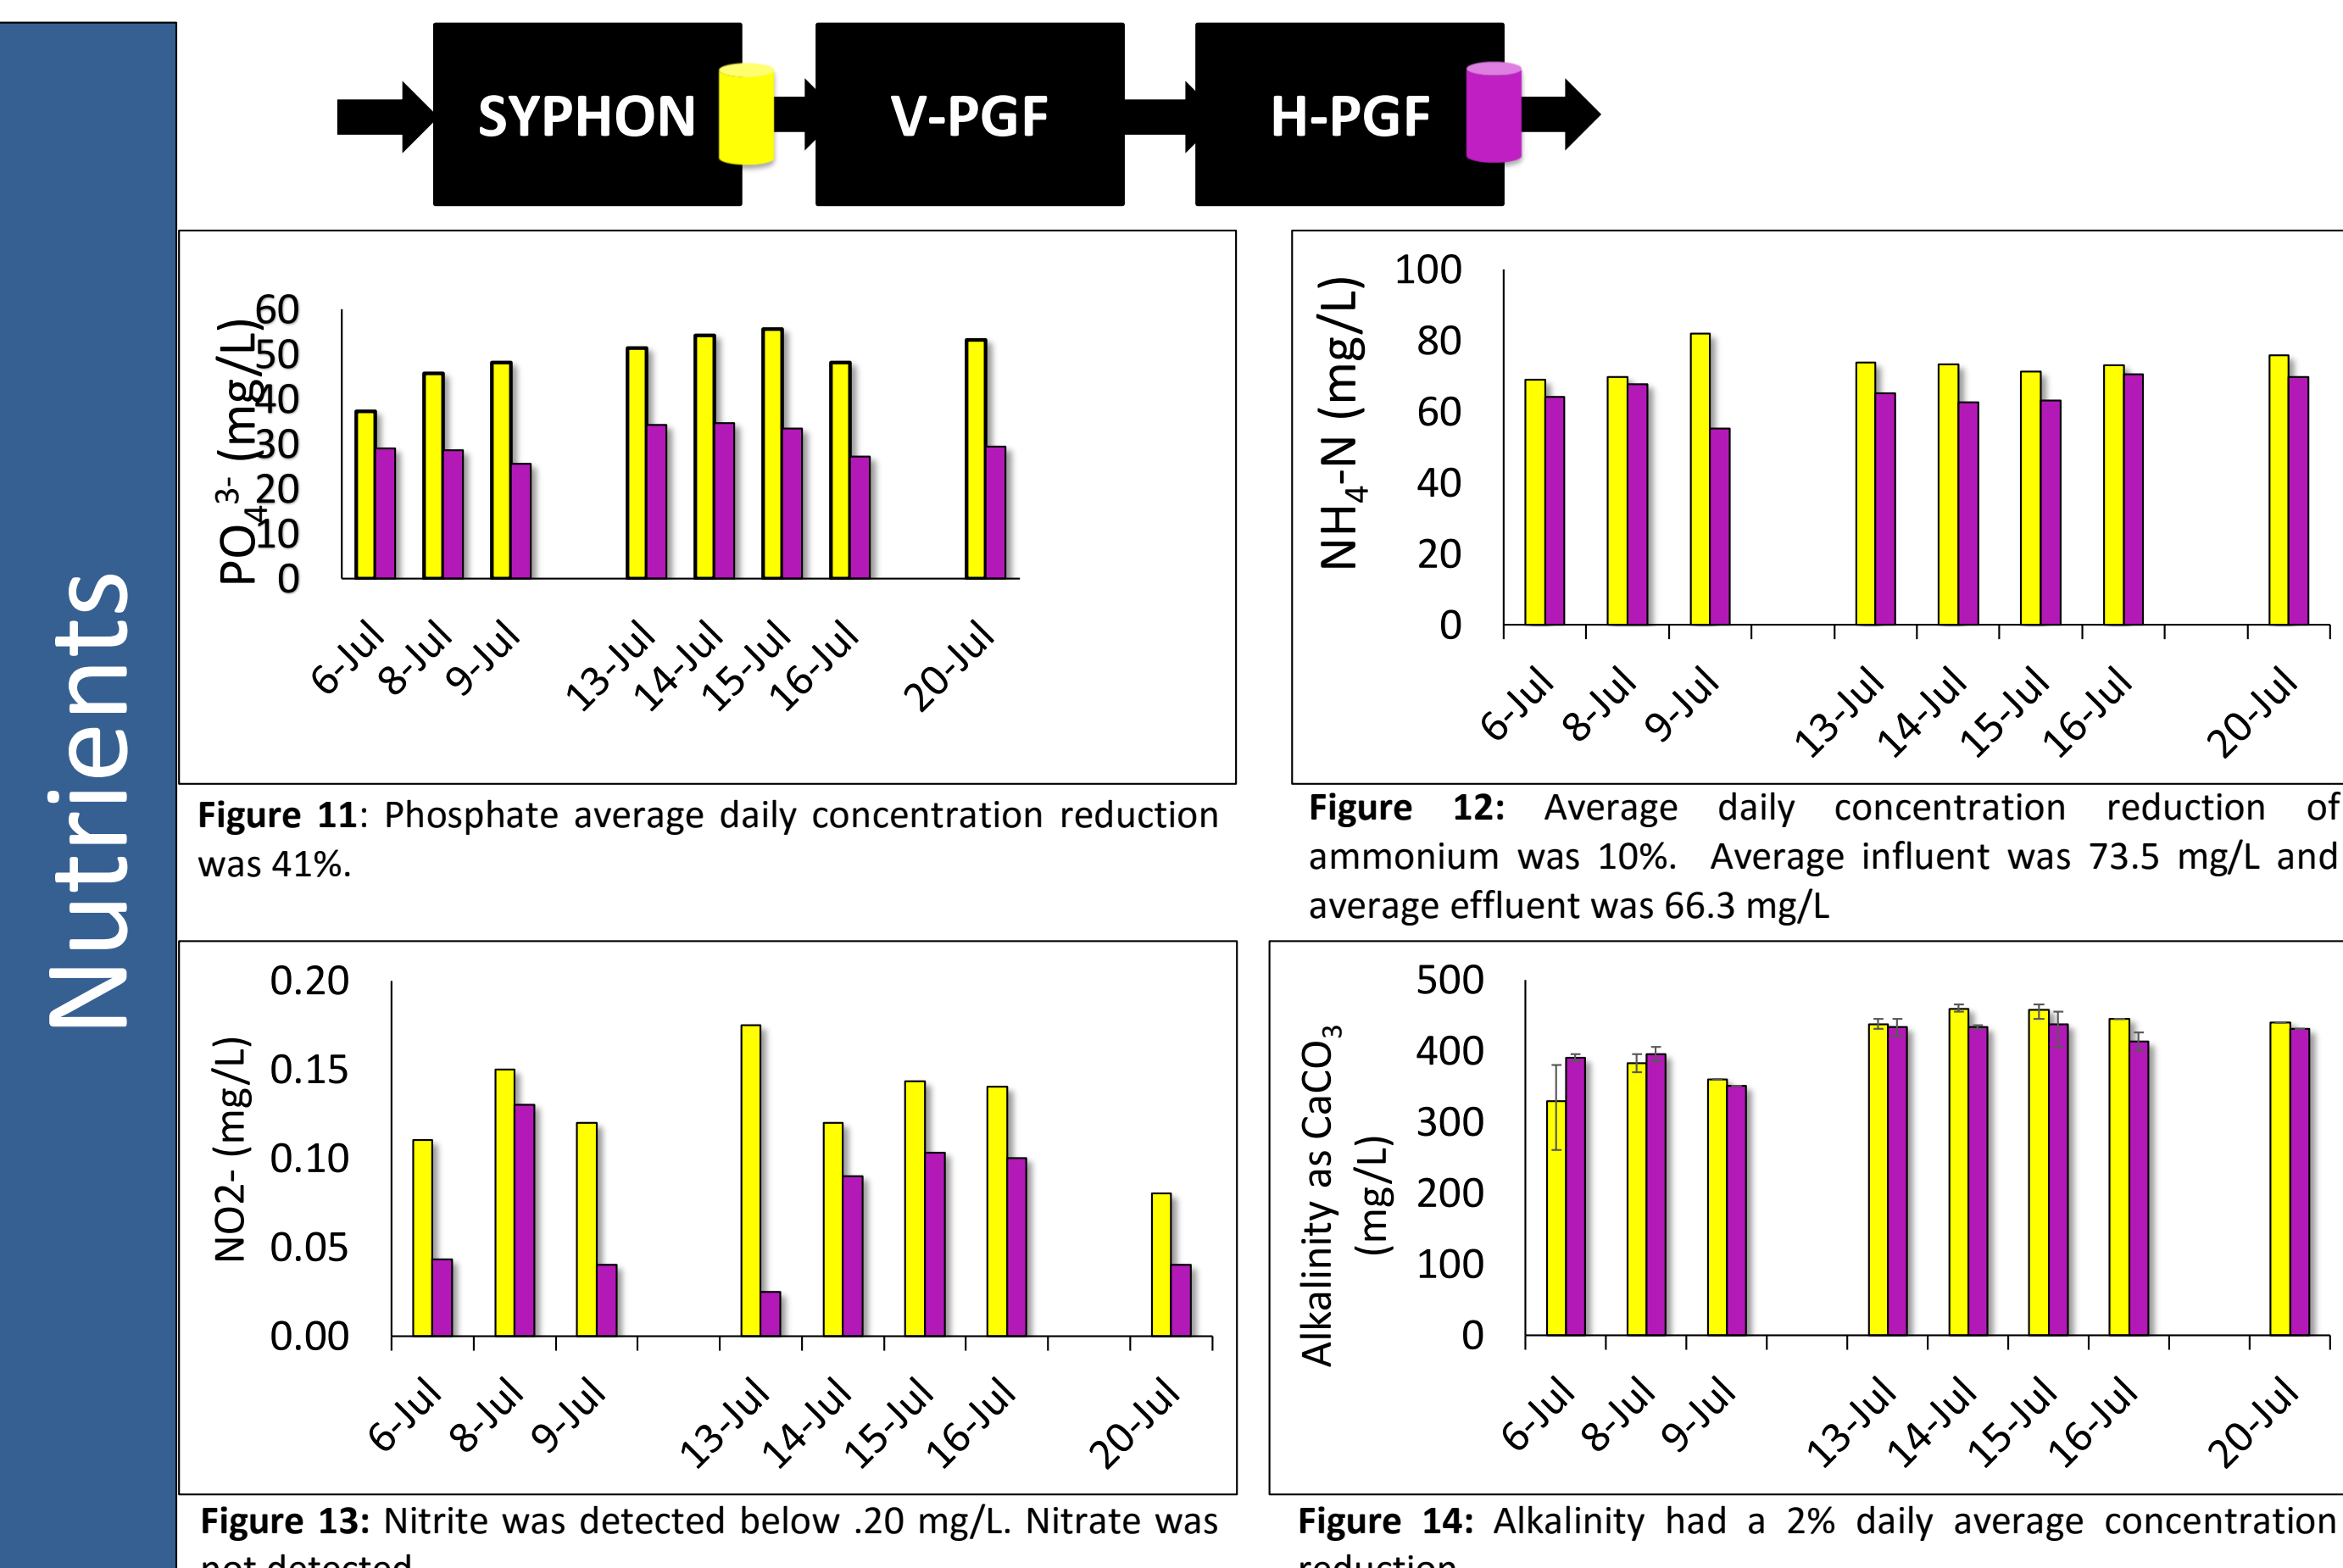 SYPHON V-PGF H-PGF
Nutrients
PO₄³⁻ (mg/L)
60
50
40
30
20
10
0
6-Jul 8-Jul 9-Jul 13-Jul 14-Jul 15-Jul 16-Jul 20-Jul
Figure 11: Phosphate average daily concentration reduction
was 41%.
NH₄-N (mg/L)
100
80
60
40
20
0
6-Jul 8-Jul 9-Jul 13-Jul 14-Jul 15-Jul 16-Jul 20-Jul
Figure 12: Average daily concentration reduction of
ammonium was 10%. Average influent was 73.5 mg/L and
average effluent was 66.3 mg/L
NO2- (mg/L)
0.20
0.15
0.10
0.05
0.00
6-Jul 8-Jul 9-Jul 13-Jul 14-Jul 15-Jul 16-Jul 20-Jul
Figure 13: Nitrite was detected below .20 mg/L. Nitrate was
not detected
Alkalinity as CaCO₃
(mg/L)
500
400
300
200
100
0
6-Jul 8-Jul 9-Jul 13-Jul 14-Jul 15-Jul 16-Jul 20-Jul
Figure 14: Alkalinity had a 2% daily average concentration
reduction